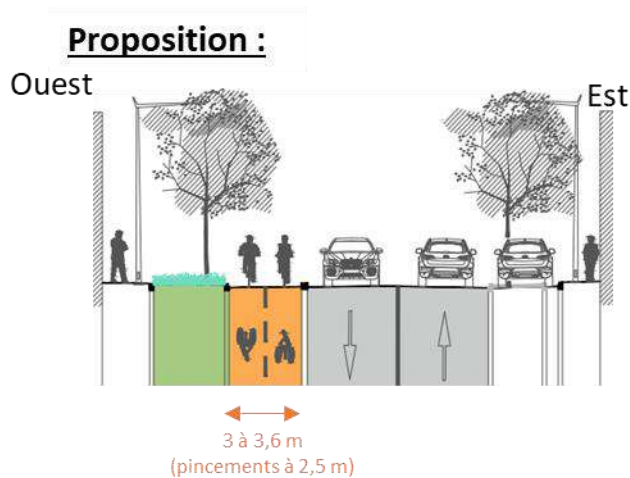 Proposition :
Ouest
Est
3 à 3,6 m
(pincements à 2,5 m)